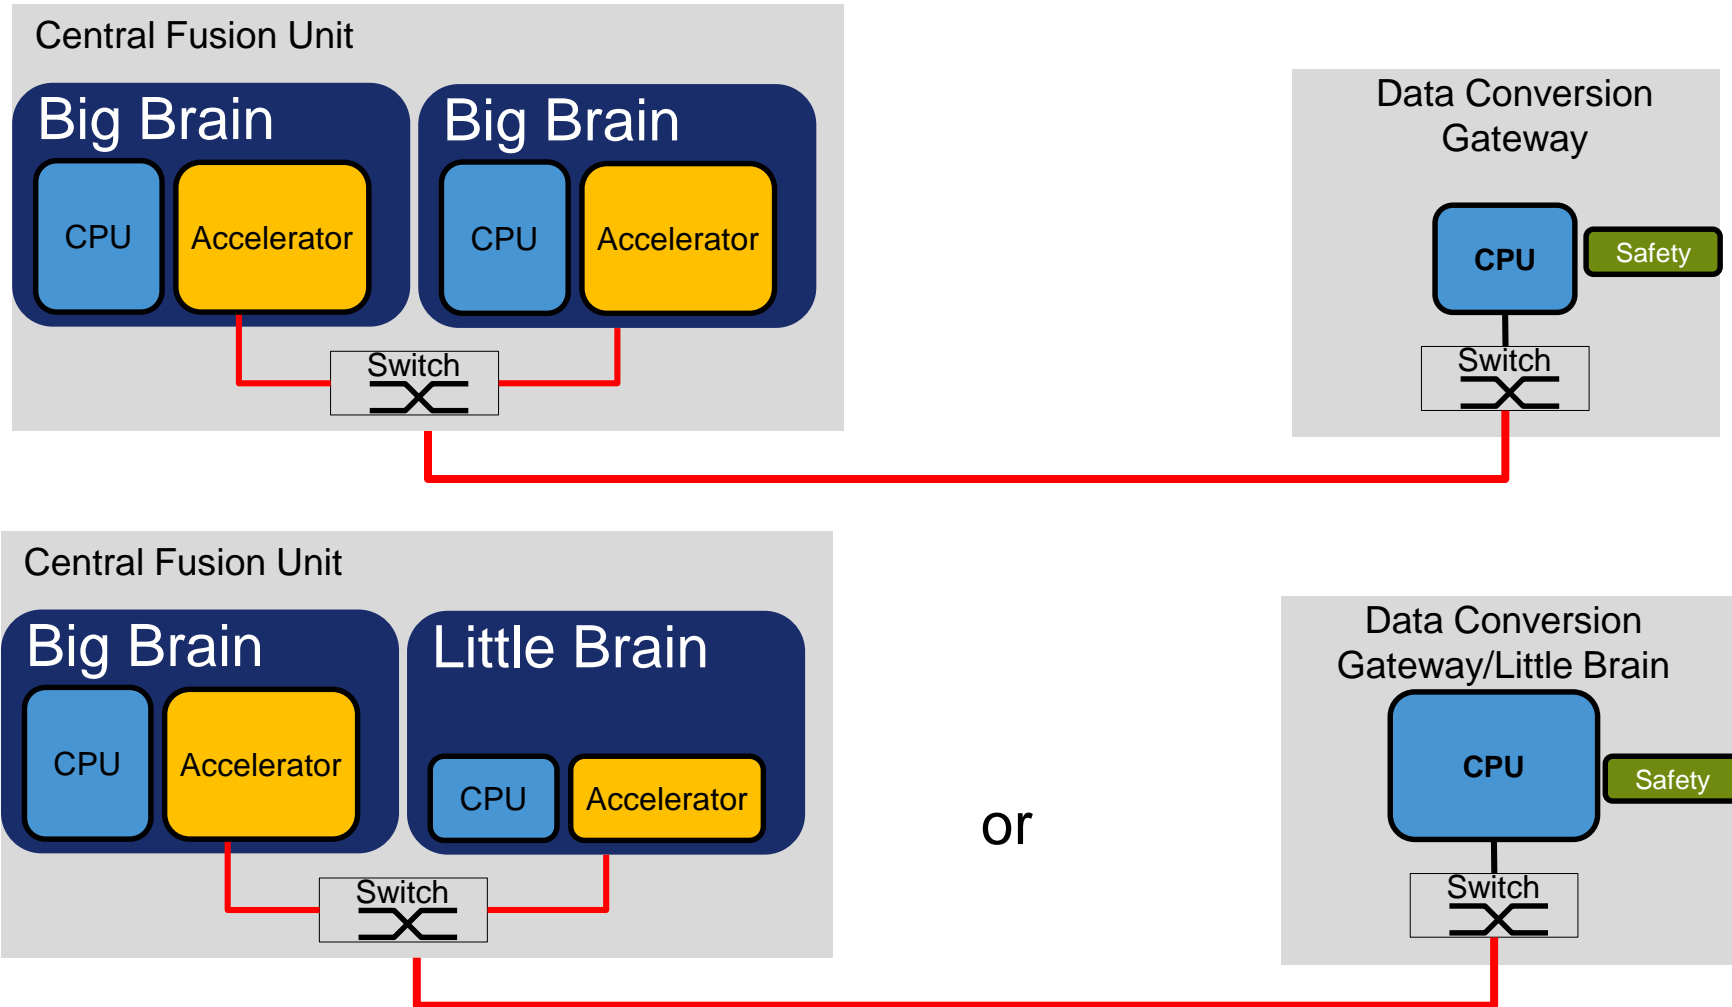 Central Fusion Unit
Big Brain
Big Brain
CPU
Accelerator
CPU
Accelerator
Switch
Data Conversion
Gateway
CPU
Safety
Switch
Central Fusion Unit
Big Brain
Little Brain
CPU
Accelerator
CPU
Accelerator
Switch
or
Data Conversion
Gateway/Little Brain
CPU
Safety
Switch